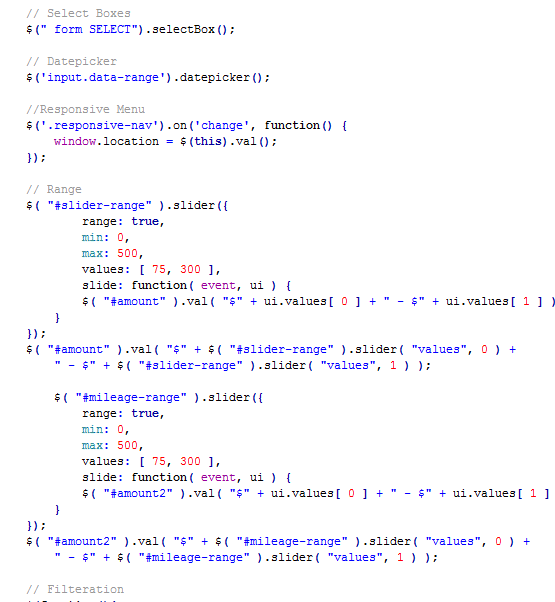 // Select Boxes
$(" form SELECT").selectBox();
// Datepicker
$('input.data-range').datepicker();
//Responsive Menu
$('.responsive-nav').on('change', function() {
window.location = $(this).val();
});
// Range
$( "#slider-range" ).slider({
range: true,
min: 0,
max: 500,
values: [ 75, 300 ],
slide: function( event, ui ) {
$( "#amount" ).val( "$" + ui.values[ 0 ] + " - $" + ui.values[ 1 ] )
}
});
$( "#amount" ).val( "$" + $( "#slider-range" ).slider( "values", 0 ) +
" - $" + $( "#slider-range" ).slider( "values", 1 ) );
$( "#mileage-range" ).slider({
range: true,
min: 0,
max: 500,
values: [ 75, 300 ],
slide: function( event, ui ) {
$( "#amount2" ).val( "$" + ui.values[ 0 ] + " - $" + ui.values[ 1 ]
}
});
$( "#amount2" ).val( "$" + $( "#mileage-range" ).slider( "values", 0 ) +
" - $" + $( "#mileage-range" ).slider( "values", 1 ) );
// Filteration